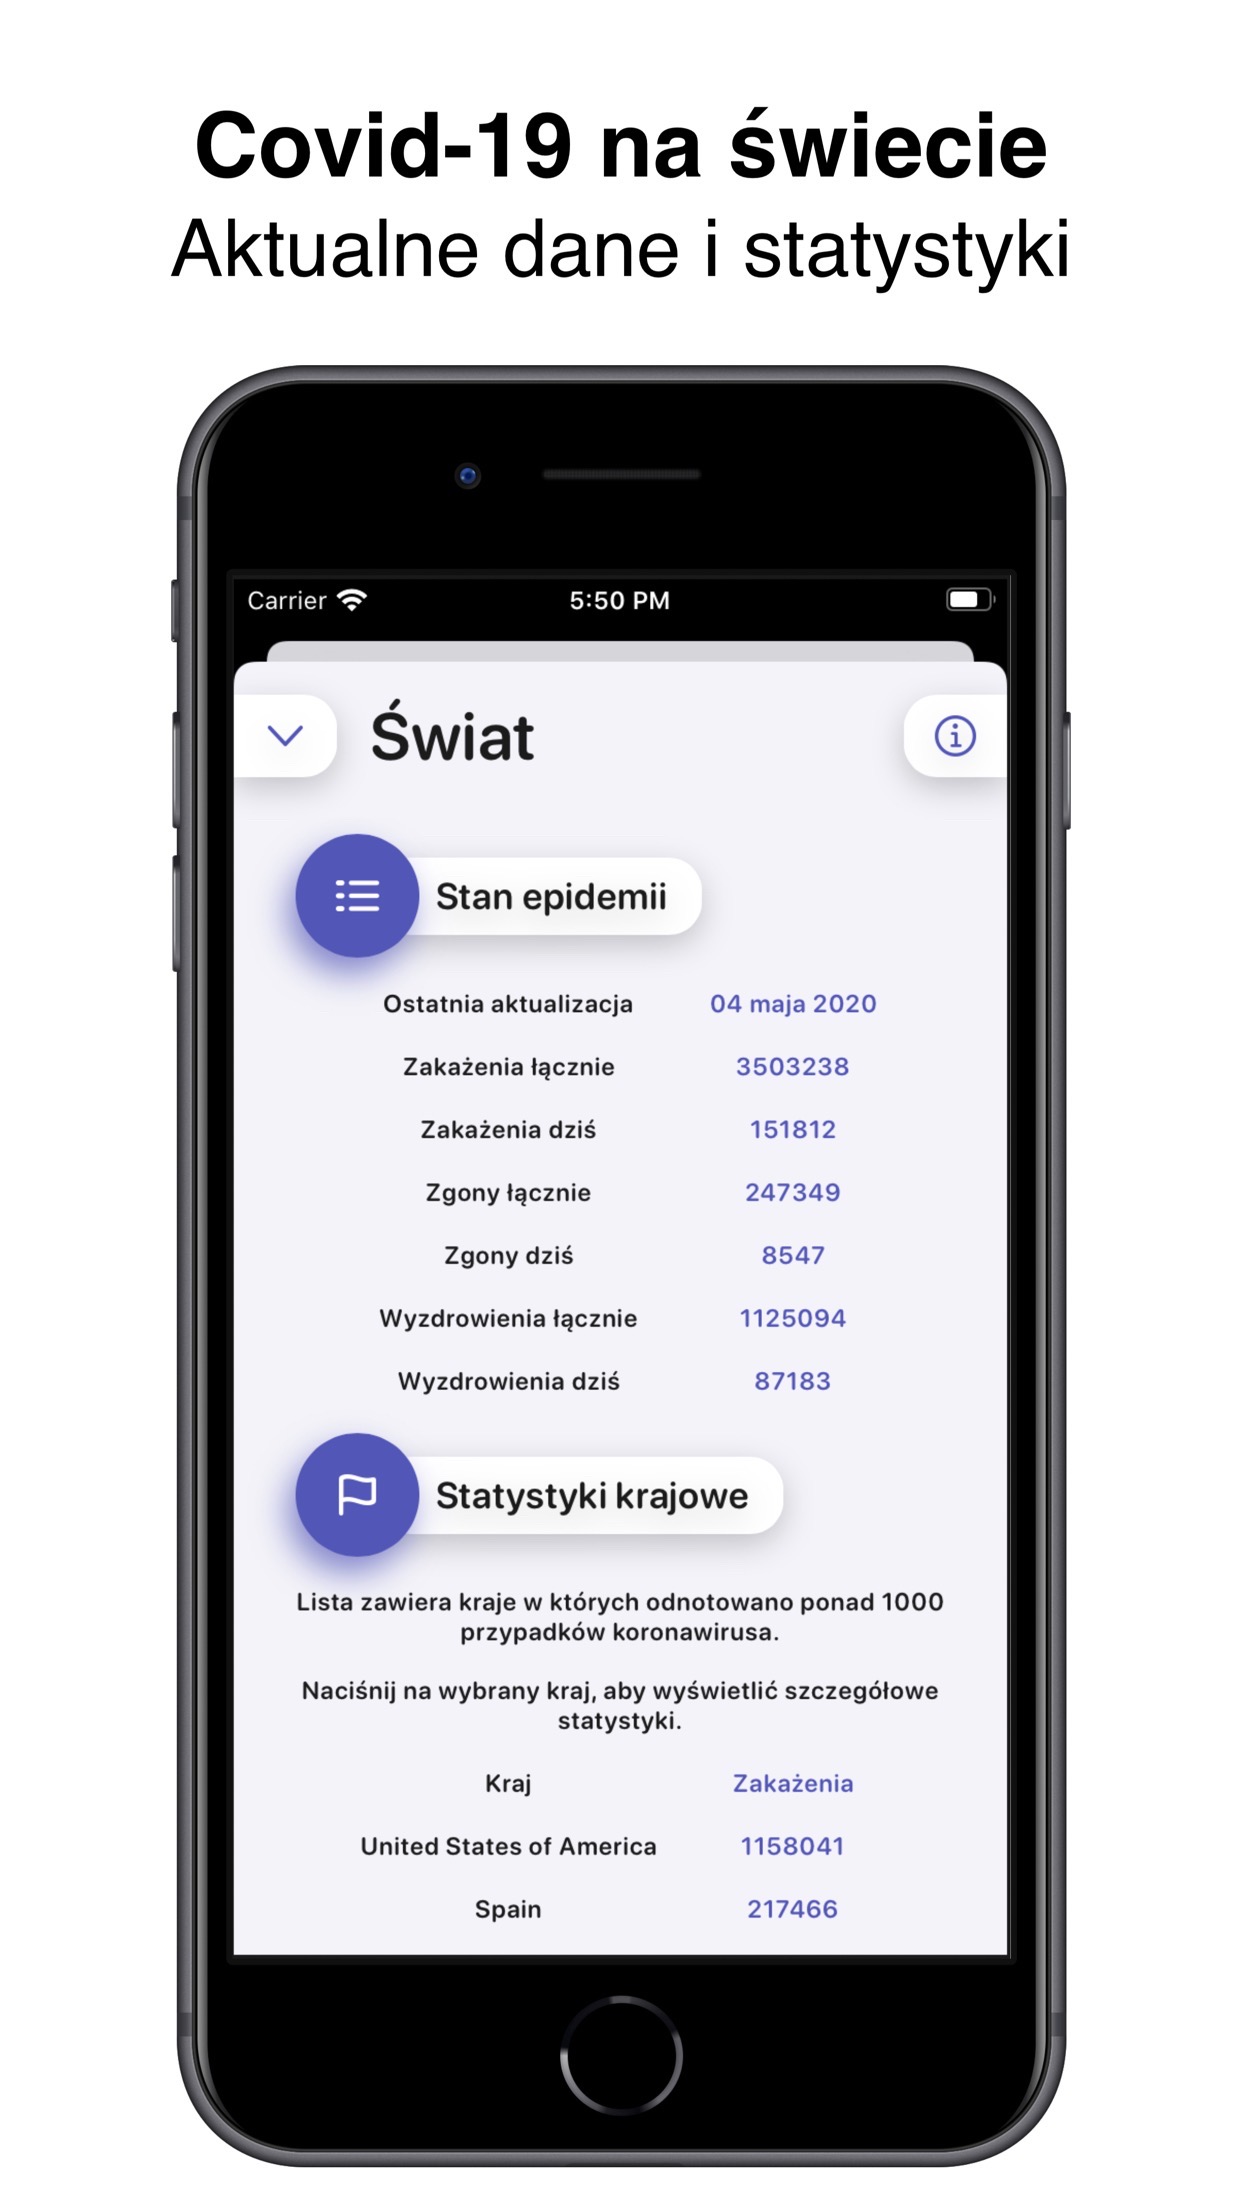 Covid-19 na świecie
Aktualne dane i statystyki
Carrier 5:50 PM
Świat
Stan epidemii
Ostatnia aktualizacja 04 maja 2020
Zakażenia łącznie 3503238
Zakażenia dziś 151812
Zgony łącznie 247349
Zgony dziś 8547
Wyzdrowienia łącznie 1125094
Wyzdrowienia dziś 87183
Statystyki krajowe
Lista zawiera kraje w których odnotowano ponad 1000
przypadków koronawirusa.
Naciśnij na wybrany kraj, aby wyświetlić szczegółowe
statystyki.
Kraj Zakażenia
United States of America 1158041
Spain 217466